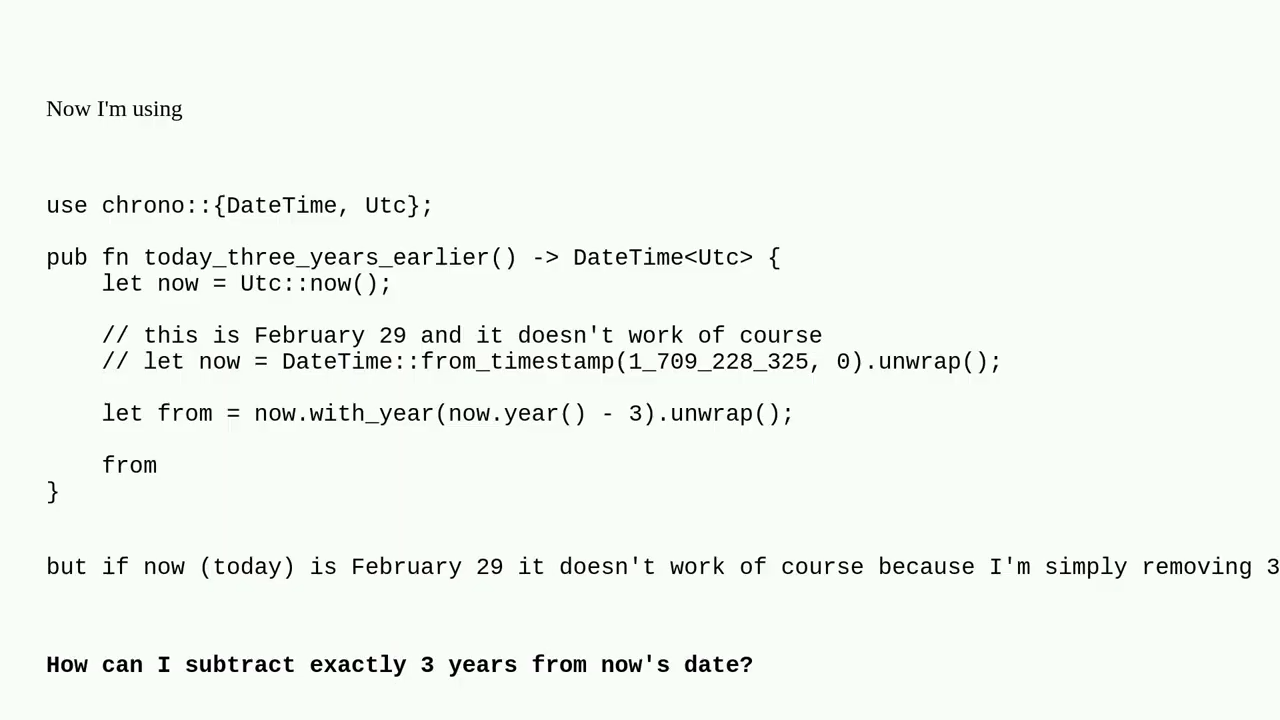 Now I'm using
use chrono::{DateTime, Utc};
pub fn today_three_years_earlier() -> DateTime<Utc> {
    let now = Utc::now();
    // this is February 29 and it doesn't work of course
    // let now = DateTime::from_timestamp(1_709_228_325, 0).unwrap();
    let from = now.with_year(now.year() - 3).unwrap();
    from
}
but if now (today) is February 29 it doesn't work of course because I'm simply removing 3
How can I subtract exactly 3 years from now's date?